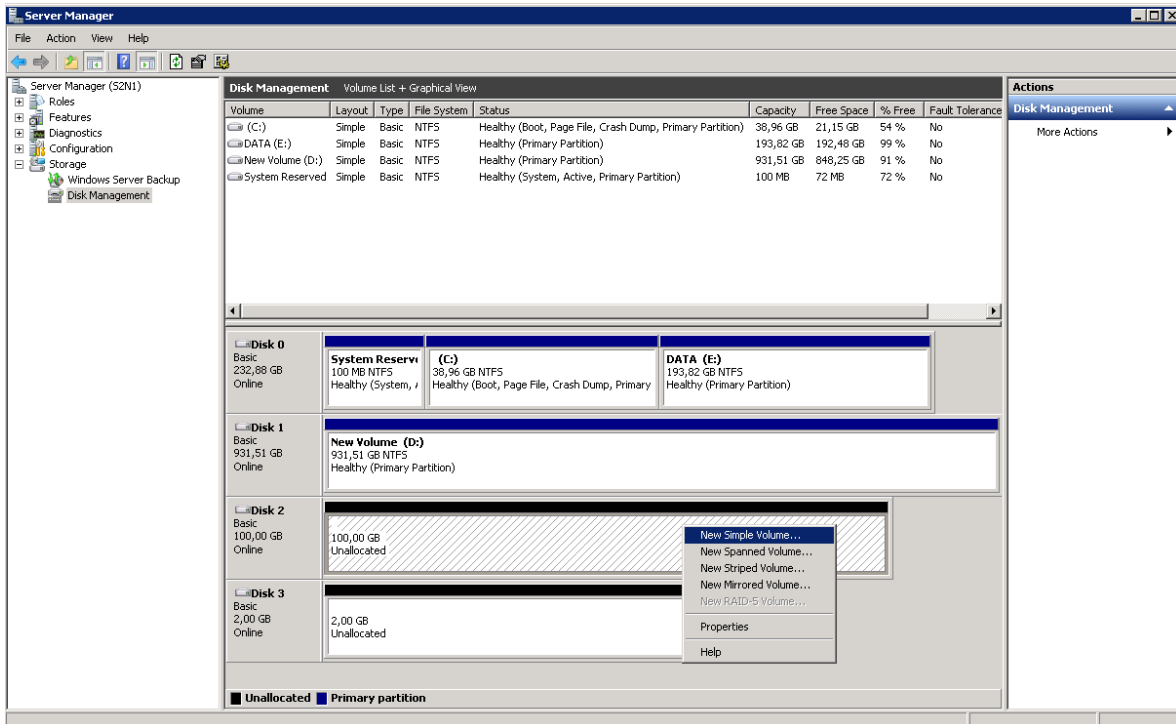 Server Manager
File Action View Help
Server Manager (S2N1)
Roles
Features
Diagnostics
Configuration
Storage
Windows Server Backup
Disk Management
Disk Management Volume List + Graphical View
Volume Layout Type File System Status Capacity Free Space % Free Fault Tolerance
(C:) Simple Basic NTFS Healthy (Boot, Page File, Crash Dump, Primary Partition) 38,96 GB 21,15 GB 54 % No
DATA (E:) Simple Basic NTFS Healthy (Primary Partition) 193,82 GB 192,48 GB 99 % No
New Volume (D:) Simple Basic NTFS Healthy (Primary Partition) 931,51 GB 848,25 GB 91 % No
System Reserved Simple Basic NTFS Healthy (System, Active, Primary Partition) 100 MB 72 MB 72 % No
Disk 0
Basic
232,88 GB
Online
System Reserve
100 MB NTFS
Healthy (System, A
(C:)
38,96 GB NTFS
Healthy (Boot, Page File, Crash Dump, Primary
DATA (E:)
193,82 GB NTFS
Healthy (Primary Partition)
Disk 1
Basic
931,51 GB
Online
New Volume (D:)
931,51 GB NTFS
Healthy (Primary Partition)
Disk 2
Basic
100,00 GB
Online
100,00 GB
Unallocated
Disk 3
Basic
2,00 GB
Online
2,00 GB
Unallocated
New Simple Volume...
New Spanned Volume...
New Striped Volume...
New Mirrored Volume...
New RAID-5 Volume...
Properties
Help
Unallocated Primary partition
Actions
Disk Management
More Actions